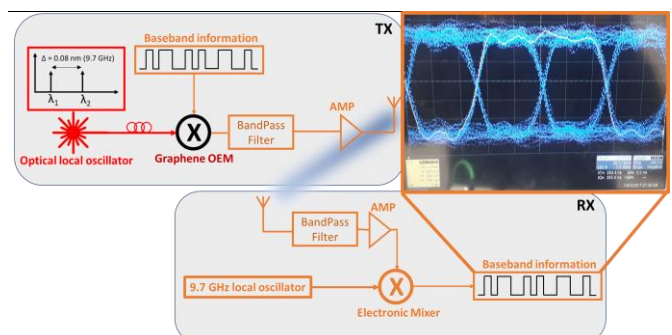 TX
Baseband information
Δ = 0.08 nm (9.7 GHz)
λ1
λ2
X
AMP
BandPass
Filter
Optical local oscillator
Graphene OEM
RX
AMP
BandPass
Filter
Baseband information
9.7 GHz local oscillator
X
Electronic Mixer